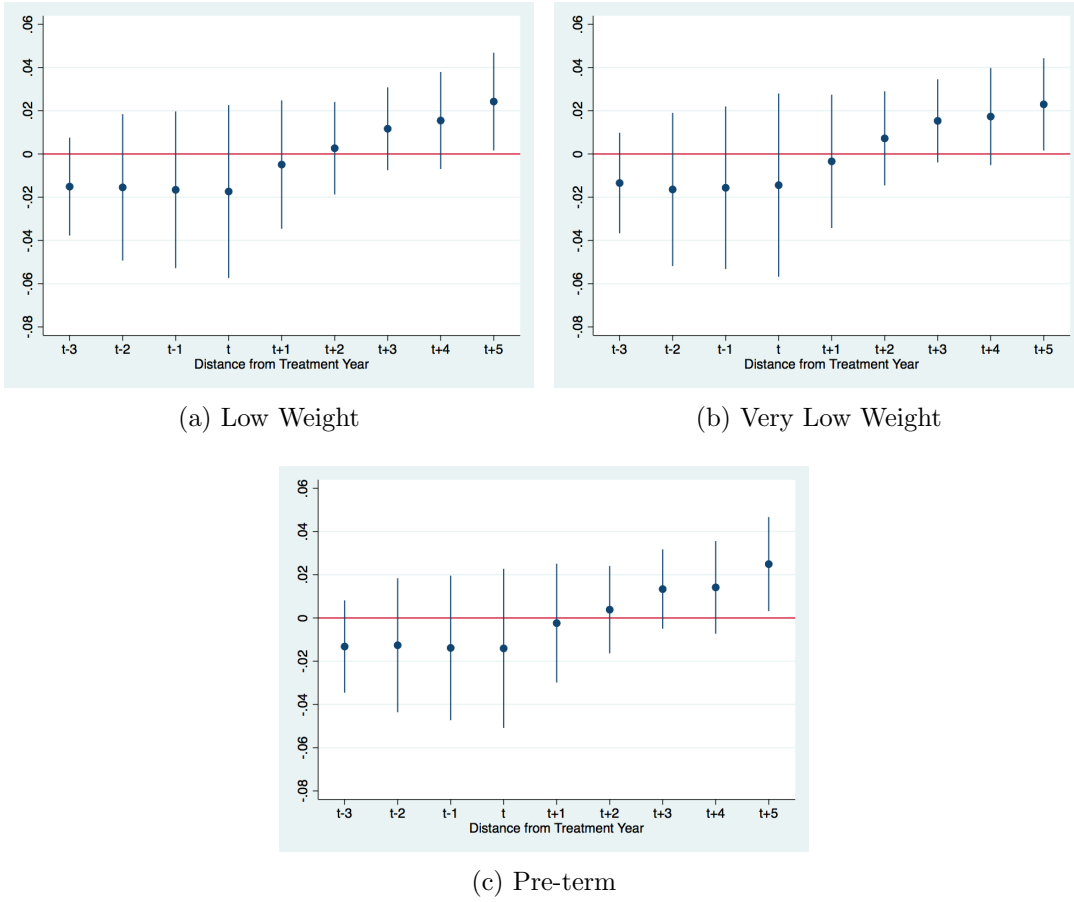 .06
.04
.02
0
-.02
-.04
-.06
-.08
t-3 t-2 t-1 t t+1 t+2 t+3 t+4 t+5
Distance from Treatment Year
(a) Low Weight
.06
.04
.02
0
-.02
-.04
-.06
-.08
t-3 t-2 t-1 t t+1 t+2 t+3 t+4 t+5
Distance from Treatment Year
(b) Very Low Weight
.06
.04
.02
0
-.02
-.04
-.06
-.08
t-3 t-2 t-1 t t+1 t+2 t+3 t+4 t+5
Distance from Treatment Year
(c) Pre-term